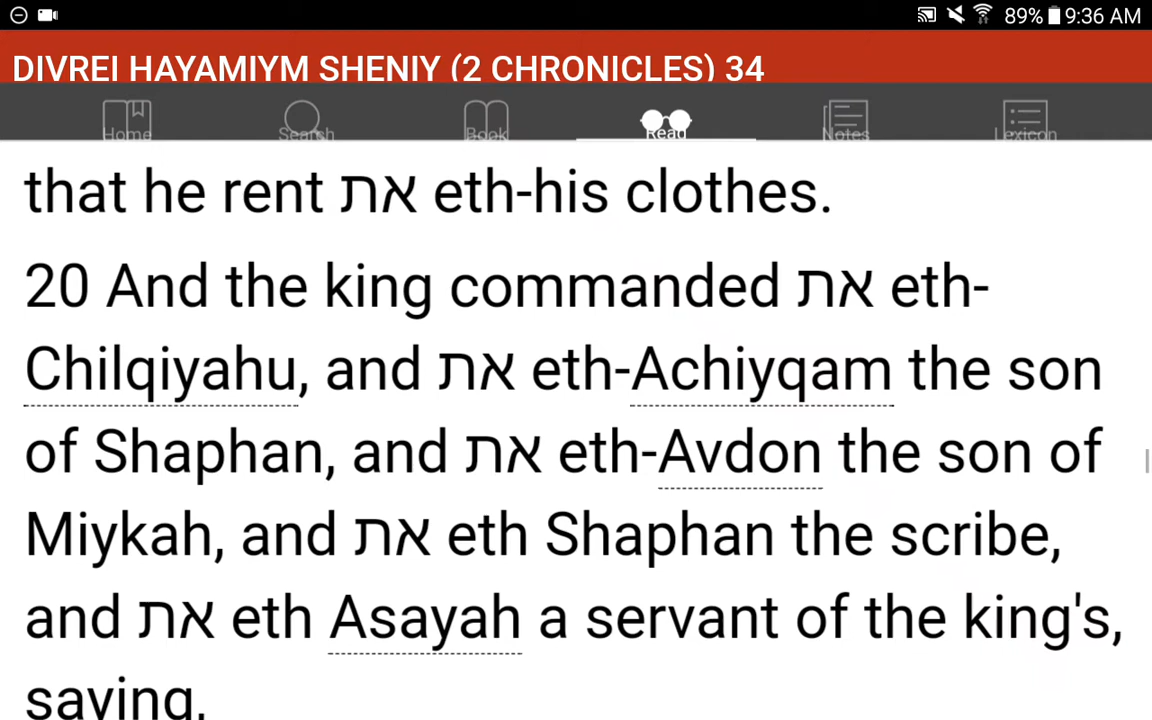 89% 9:36 AM
DIVREI HAYAMIYM SHENIY (2 CHRONICLES) 34
Home Search Book Read Notes Lexicon
that he rent את eth-his clothes.
20 And the king commanded את eth-
Chilqiyahu, and את eth-Achiyqam the son
of Shaphan, and את eth-Avdon the son of
Miykah, and את eth Shaphan the scribe,
and את eth Asayah a servant of the king's,
saying,